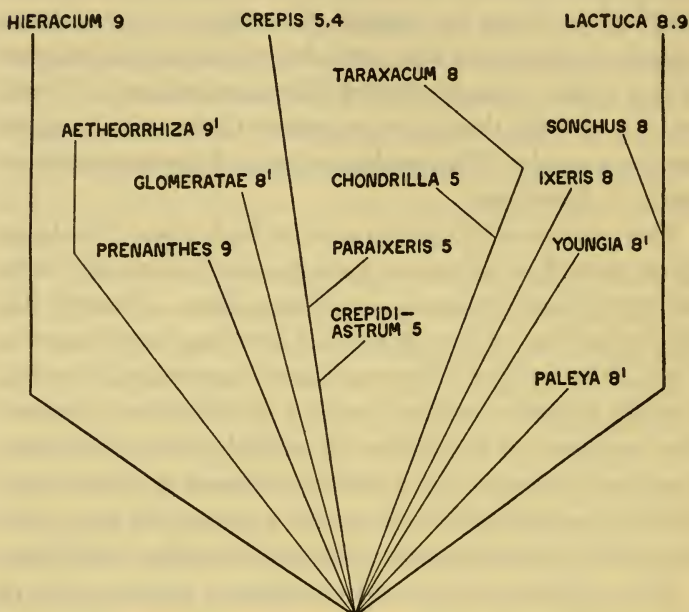 HIERACIUM 9 CREPIS 5.4 LACTUCA 8.9
TARAXACUM 8
AETHEORRHIZA 9¹ SONCHUS 8
GLOMERATAE 8¹ CHONDRILLA 5 IXERIS 8
PRENANTHES 9 PARAIXERIS 5 YOUNGIA 8¹
CREPIDI–
ASTRUM 5
PALEYA 8¹